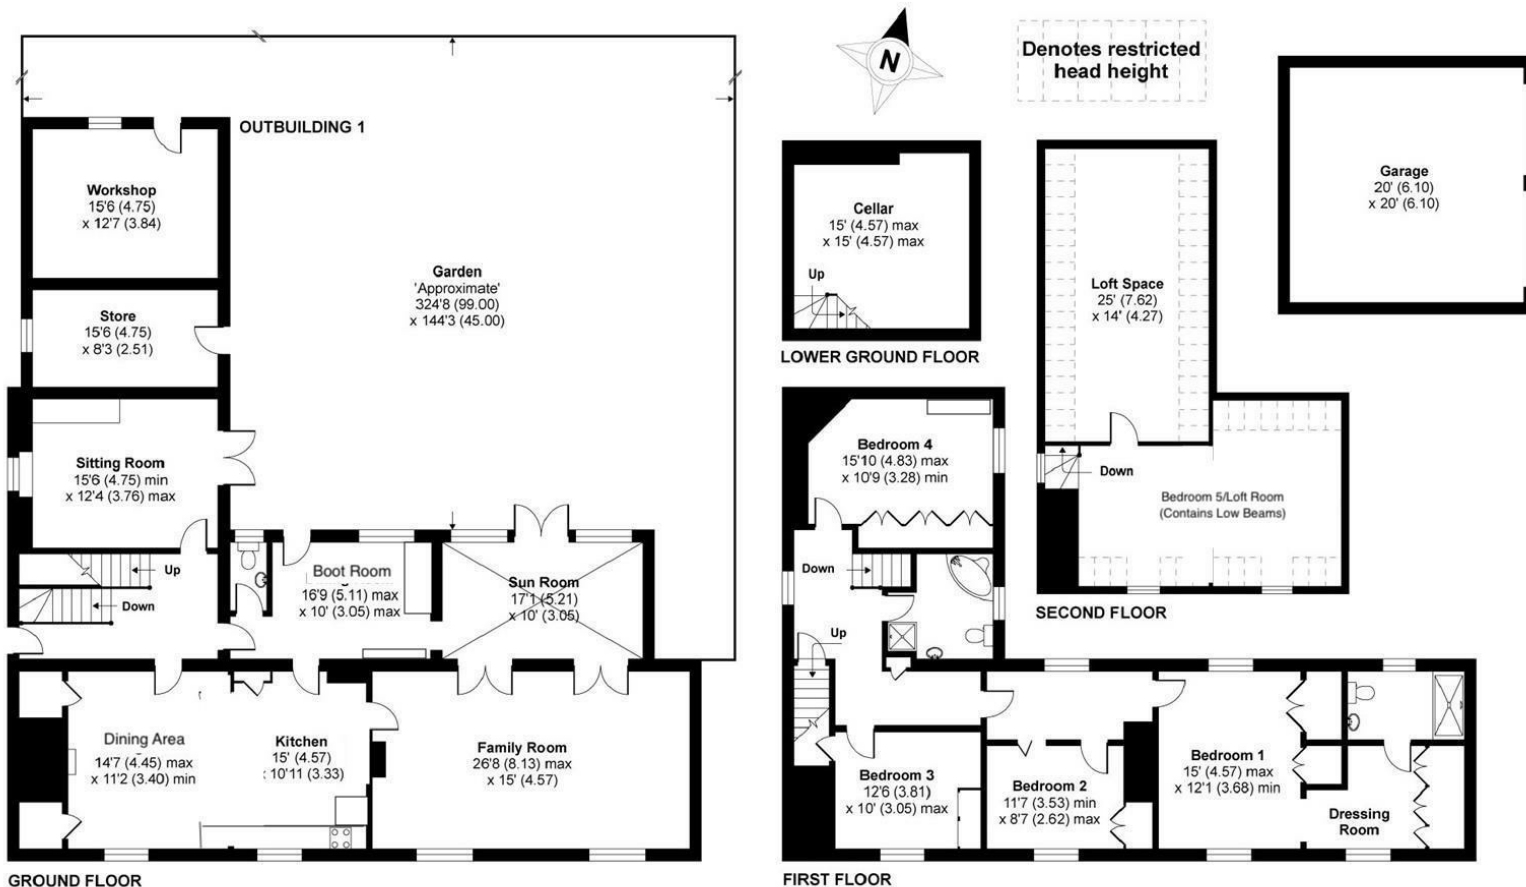 OUTBUILDING 1
Workshop
15'6 (4.75)
x 12'7 (3.84)
Store
15'6 (4.75)
x 8'3 (2.51)
Garden
'Approximate'
324'8 (99.00)
x 144'3 (45.00)
Sitting Room
15'6 (4.75) min
x 12'4 (3.76) max
Up
Down
Boot Room
16'9 (5.11) max
x 10' (3.05) max
Sun Room
17'1 (5.21)
x 10' (3.05)
Dining Area
14'7 (4.45) max
x 11'2 (3.40) min
Kitchen
15' (4.57)
: 10'11 (3.33)
Family Room
26'8 (8.13) max
x 15' (4.57)
GROUND FLOOR
N
Denotes restricted
head height
Cellar
15' (4.57) max
x 15' (4.57) max
Up
LOWER GROUND FLOOR
Loft Space
25' (7.62)
x 14' (4.27)
Down
Bedroom 5/Loft Room
(Contains Low Beams)
SECOND FLOOR
Garage
20' (6.10)
x 20' (6.10)
Bedroom 4
15'10 (4.83) max
x 10'9 (3.28) min
Down
Up
Bedroom 3
12'6 (3.81)
x 10' (3.05) max
Bedroom 2
11'7 (3.53) min
x 8'7 (2.62) max
Bedroom 1
15' (4.57) max
x 12'1 (3.68) min
Dressing
Room
FIRST FLOOR